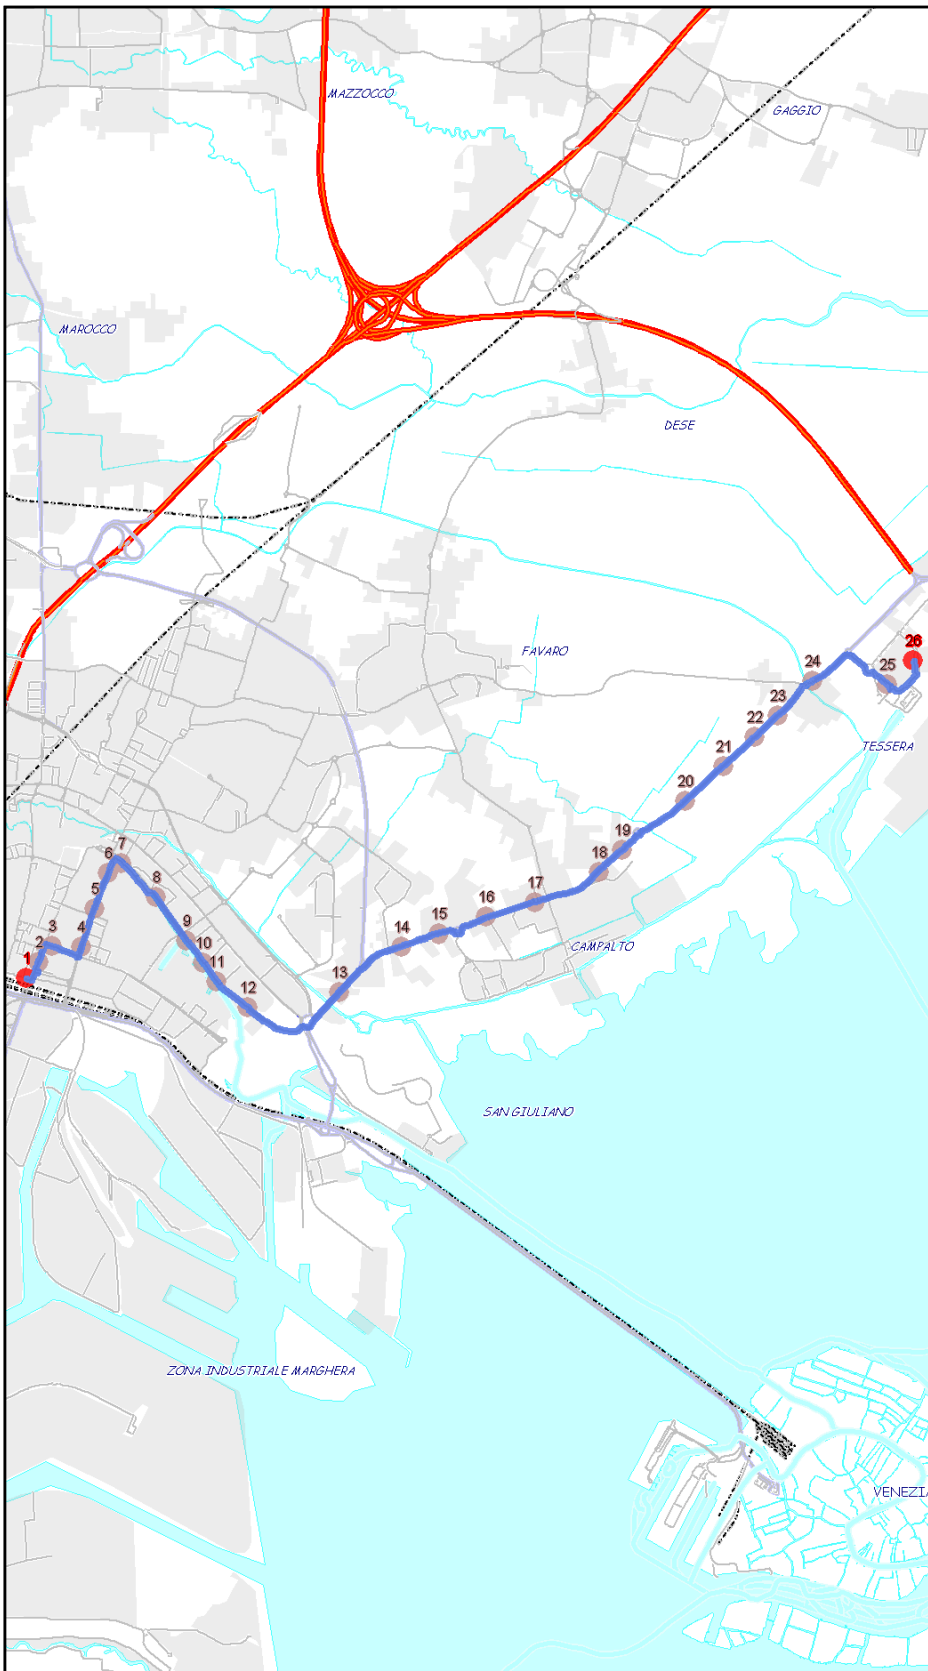 MAZZOCCO
GAGGIO
MAROCCO
DESE
FAVARO
26
24
25
23
22
TESSERA
21
20
19
18
7
6
17
8
5
16
15
9
3
4
14
CAMPALTO
2
10
1
11
13
12
SAN GIULIANO
ZONA INDUSTRIALE MARGHERA
VENEZIA